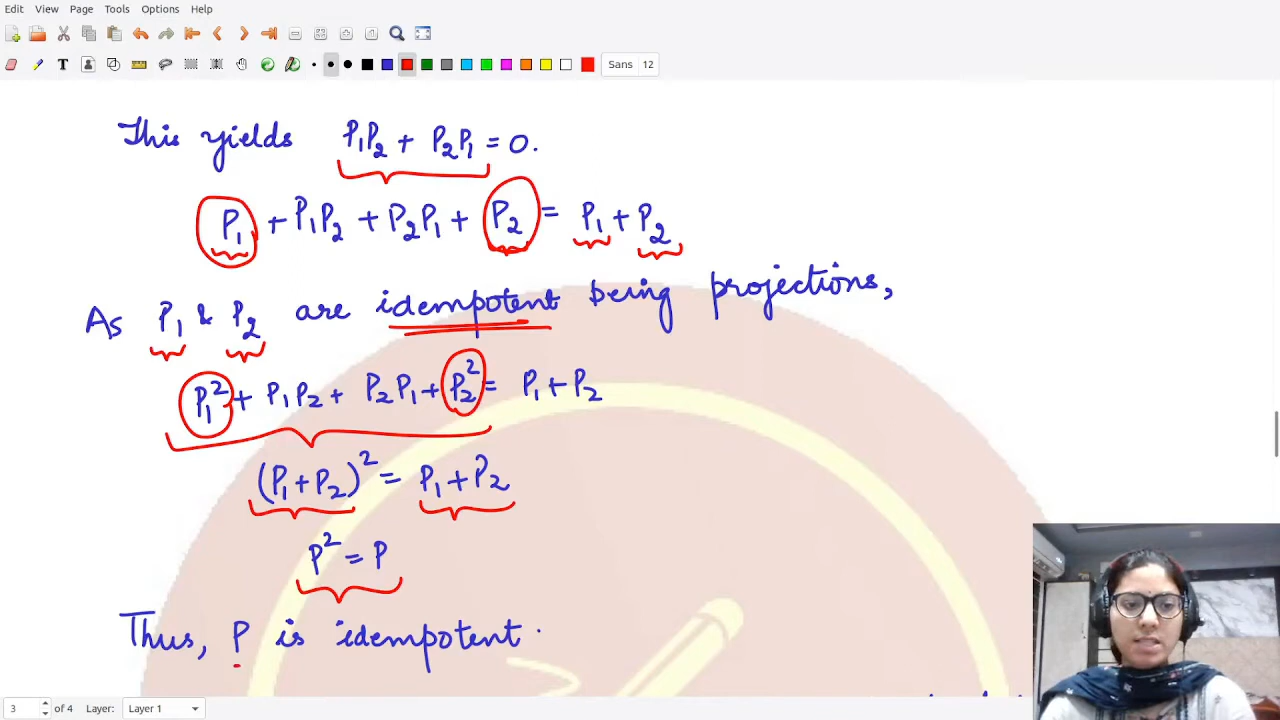 Edit View Page Tools Options Help
T Sans 12
This yields P₁P₂ + P₂P₁ = 0.
P₁ + P₁P₂ + P₂P₁ + P₂ = P₁ + P₂
As P₁ & P₂ are idempotent being projections,
P₁² + P₁P₂ + P₂P₁ + P₂² = P₁ + P₂
(P₁ + P₂)² = P₁ + P₂
P² = P
Thus, P is idempotent.
3 of 4 Layer: Layer 1